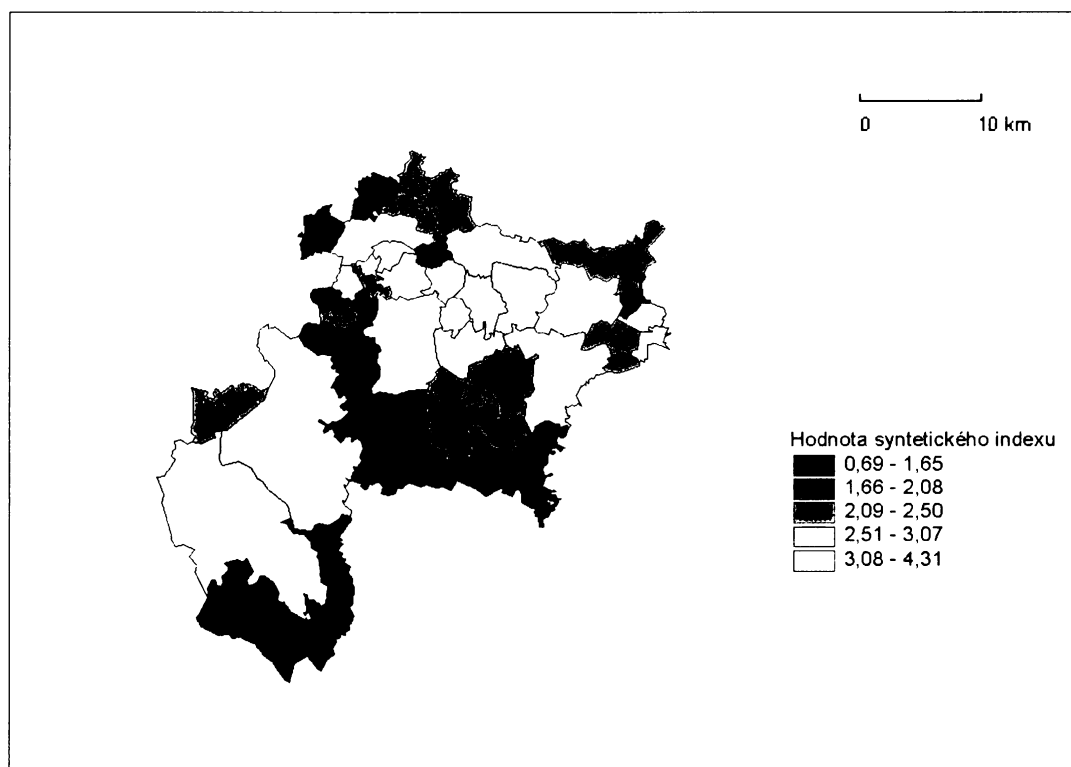 0 10 km
Hodnota syntetického indexu
0,69 - 1,65
1,66 - 2,08
2,09 - 2,50
2,51 - 3,07
3,08 - 4,31